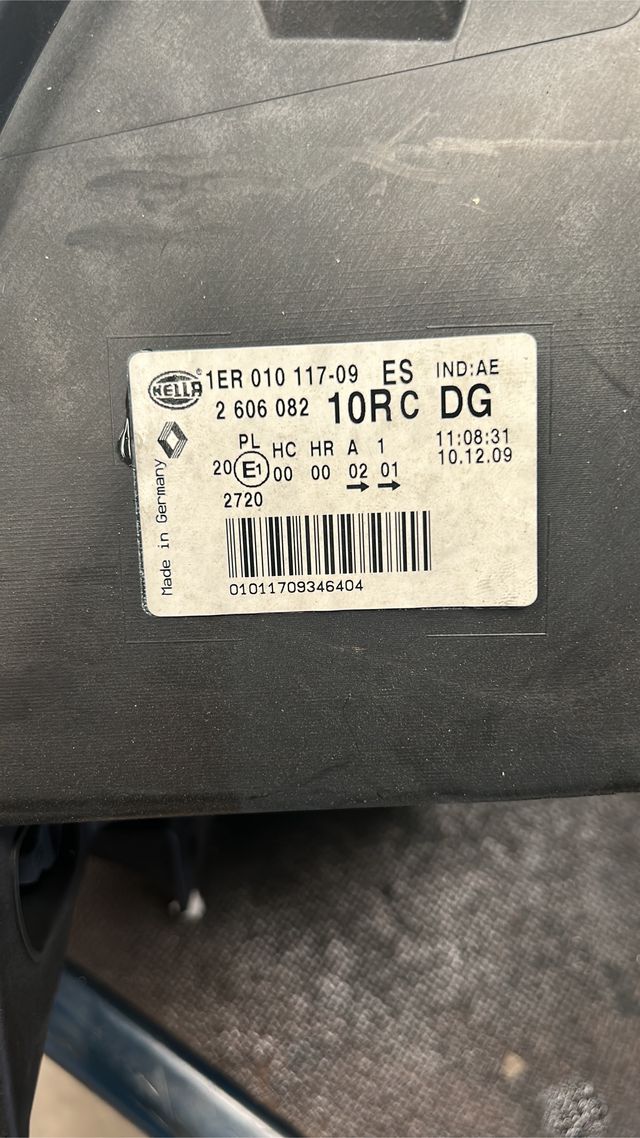 HELLA® 1ER 010 117-09 ES IND:AE
2 606 082 10RC DG
PL HC HR A 1 11:08:31
20 E1 00 00 02 01 10.12.09
→ →
2720
01011709346404
Made in Germany